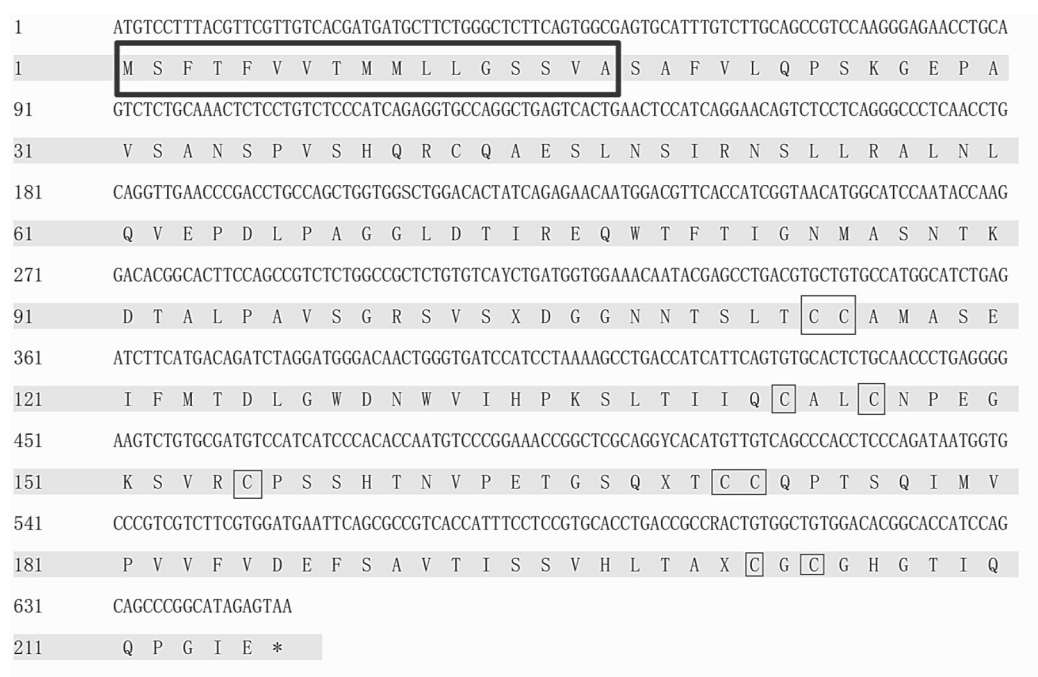 1 ATGTCCTTTACGTTCGTTGTCACGATGATGCTTCTGGGCTCTTCAGTGGCGAGTGCATTTGTCTTGCAGCCGTCCAAGGGAGAACCTGCA
1 M S F T F V V T M M L L G S S V A S A F V L Q P S K G E P A
91 GTCTCTGCAAACTCTCCTGTCTCCCATCAGAGGTGCCAGGCTGAGTCACTGAACTCCATCAGGAACAGTCTCCTCAGGGCCCTCAACCTG
31 V S A N S P V S H Q R C Q A E S L N S I R N S L L R A L N L
181 CAGGTTGAACCCGACCTGCCAGCTGGTGGSCTGGACACTATCAGAGAACAATGGACGTTCACCATCGGTAACATGGCATCCAATACCAAG
61 Q V E P D L P A G G L D T I R E Q W T F T I G N M A S N T K
271 GACACGGCACTTCCAGCCGTCTCTGGCCGCTCTGTGTCAYCTGATGGTGGAAACAATACGAGCCTGACGTGCTGTGCCATGGCATCTGAG
91 D T A L P A V S G R S V S X D G G N N T S L T C C A M A S E
361 ATCTTCATGACAGATCTAGGATGGGACAACTGGGTGATCCATCCTAAAAGCCTGACCATCATTCAGTGTGCACTCTGCAACCCTGAGGGG
121 I F M T D L G W D N W V I H P K S L T I I Q C A L C N P E G
451 AAGTCTGTGCGATGTCCATCATCCCACACCAATGTCCCGGAAACCGGCTCGCAGGYCACATGTTGTCAGCCCACCTCCCAGATAATGGTG
151 K S V R C P S S H T N V P E T G S Q X T C C Q P T S Q I M V
541 CCCGTCGTCTTCGTGGATGAATTCAGCGCCGTCACCATTTCCTCCGTGCACCTGACCGCCRACTGTGGCTGTGGACACGGCACCATCCAG
181 P V V F V D E F S A V T I S S V H L T A X C G C G H G T I Q
631 CAGCCCGGCATAGAGTAA
211 Q P G I E *